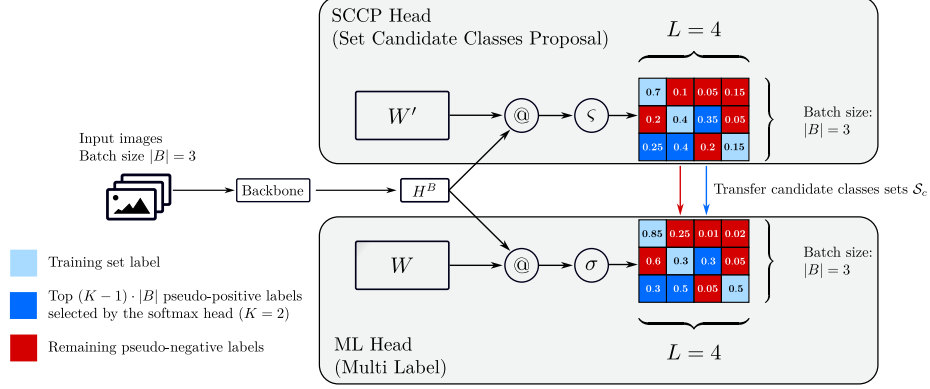 SCCP Head
(Set Candidate Classes Proposal)
L = 4
W′
@
ς
0.7 0.1 0.05 0.15
0.2 0.4 0.35 0.05
0.25 0.4 0.2 0.15
Batch size:
|B| = 3
Input images
Batch size |B| = 3
Backbone
H^B
Transfer candidate classes sets 𝒮_c
W
@
σ
0.85 0.25 0.01 0.02
0.6 0.3 0.3 0.05
0.3 0.5 0.05 0.5
Batch size:
|B| = 3
L = 4
ML Head
(Multi Label)
Training set label
Top (K − 1) · |B| pseudo-positive labels
selected by the softmax head (K = 2)
Remaining pseudo-negative labels